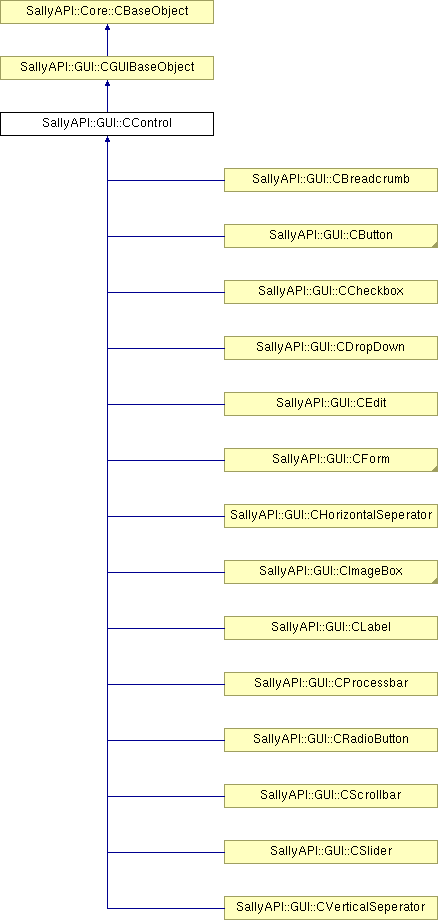 SallyAPI::Core::CBaseObject
SallyAPI::GUI::CGUIBaseObject
SallyAPI::GUI::CControl
SallyAPI::GUI::CBreadcrumb
SallyAPI::GUI::CButton
SallyAPI::GUI::CCheckbox
SallyAPI::GUI::CDropDown
SallyAPI::GUI::CEdit
SallyAPI::GUI::CForm
SallyAPI::GUI::CHorizontalSeperator
SallyAPI::GUI::CImageBox
SallyAPI::GUI::CLabel
SallyAPI::GUI::CProcessbar
SallyAPI::GUI::CRadioButton
SallyAPI::GUI::CScrollbar
SallyAPI::GUI::CSlider
SallyAPI::GUI::CVerticalSeperator